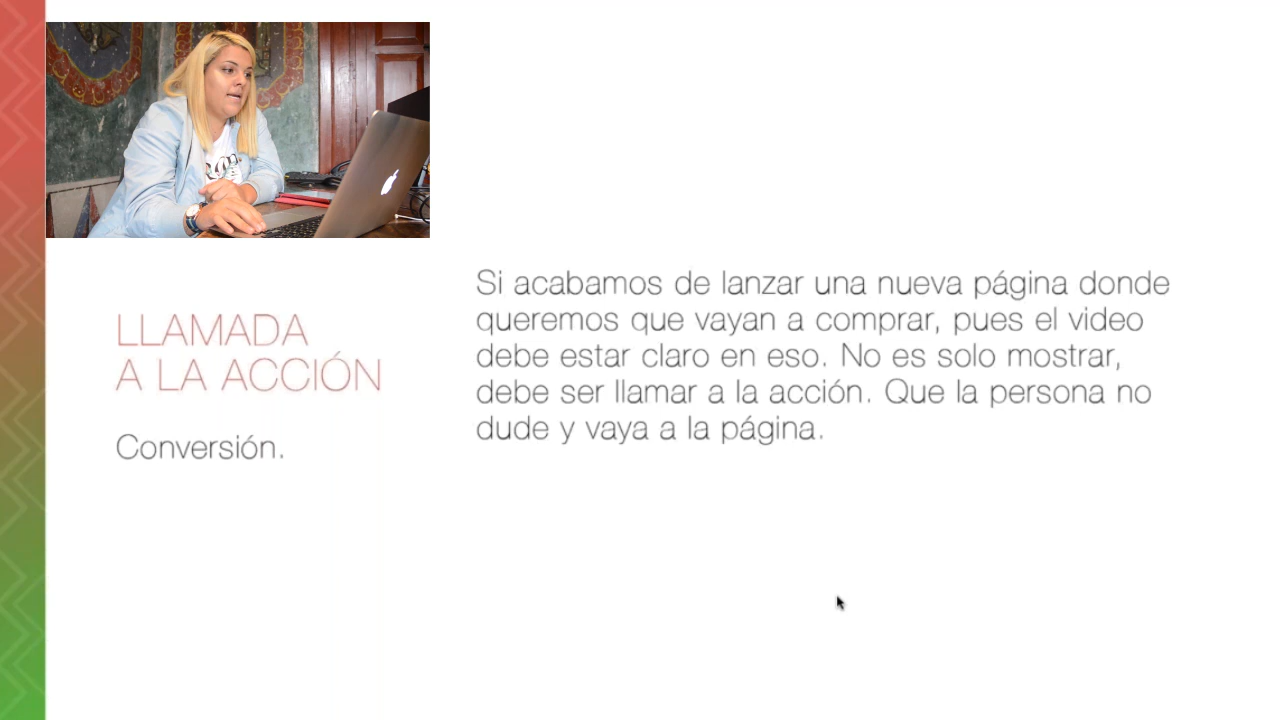 LLAMADA
A LA ACCIÓN
Conversión.
Si acabamos de lanzar una nueva página donde
queremos que vayan a comprar, pues el video
debe estar claro en eso. No es solo mostrar,
debe ser llamar a la acción. Que la persona no
dude y vaya a la página.